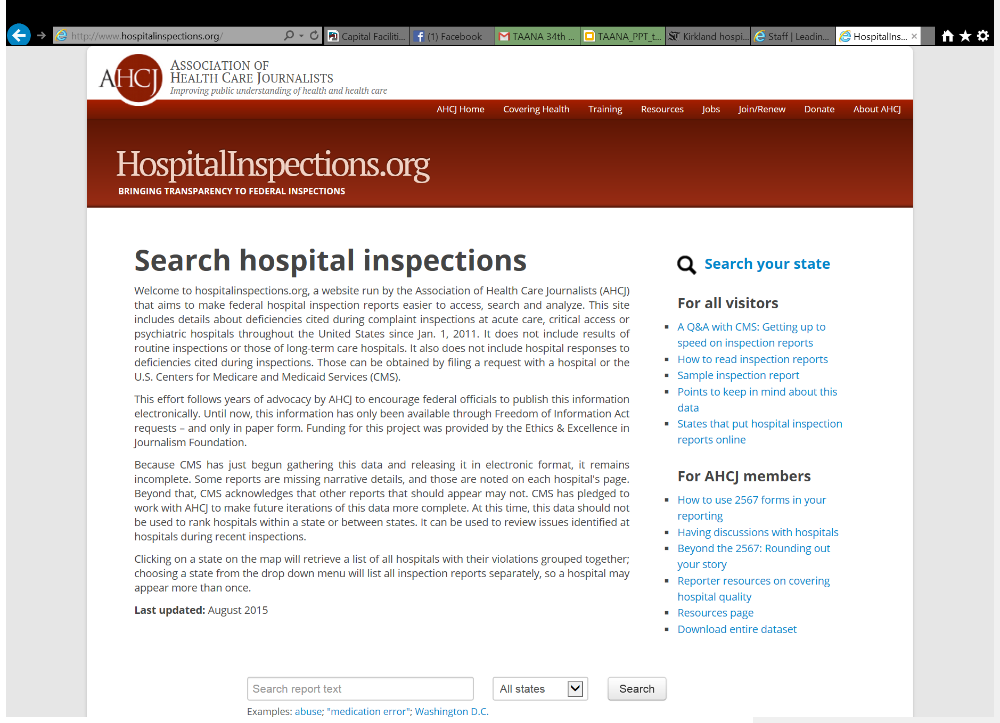 http://www.hospitalinspections.org/
Capital Faciliti...
(1) Facebook
TAANA 34th ...
TAANA_PPT_t...
Kirkland hospi...
Staff | Leadin...
HospitalIns...
AHCJ
ASSOCIATION OF
HEALTH CARE JOURNALISTS
Improving public understanding of health and health care
AHCJ Home Covering Health Training Resources Jobs Join/Renew Donate About AHCJ
HospitalInspections.org
BRINGING TRANSPARENCY TO FEDERAL INSPECTIONS
Search hospital inspections
Welcome to hospitalinspections.org, a website run by the Association of Health Care Journalists (AHCJ)
that aims to make federal hospital inspection reports easier to access, search and analyze. This site
includes details about deficiencies cited during complaint inspections at acute care, critical access or
psychiatric hospitals throughout the United States since Jan. 1, 2011. It does not include results of
routine inspections or those of long-term care hospitals. It also does not include hospital responses to
deficiencies cited during inspections. Those can be obtained by filing a request with a hospital or the
U.S. Centers for Medicare and Medicaid Services (CMS).
This effort follows years of advocacy by AHCJ to encourage federal officials to publish this information
electronically. Until now, this information has only been available through Freedom of Information Act
requests – and only in paper form. Funding for this project was provided by the Ethics & Excellence in
Journalism Foundation.
Because CMS has just begun gathering this data and releasing it in electronic format, it remains
incomplete. Some reports are missing narrative details, and those are noted on each hospital's page.
Beyond that, CMS acknowledges that other reports that should appear may not. CMS has pledged to
work with AHCJ to make future iterations of this data more complete. At this time, this data should not
be used to rank hospitals within a state or between states. It can be used to review issues identified at
hospitals during recent inspections.
Clicking on a state on the map will retrieve a list of all hospitals with their violations grouped together;
choosing a state from the drop down menu will list all inspection reports separately, so a hospital may
appear more than once.
Last updated: August 2015
Search your state
For all visitors
A Q&A with CMS: Getting up to
speed on inspection reports
How to read inspection reports
Sample inspection report
Points to keep in mind about this
data
States that put hospital inspection
reports online
For AHCJ members
How to use 2567 forms in your
reporting
Having discussions with hospitals
Beyond the 2567: Rounding out
your story
Reporter resources on covering
hospital quality
Resources page
Download entire dataset
Search report text
All states
Search
Examples: abuse; "medication error"; Washington D.C.